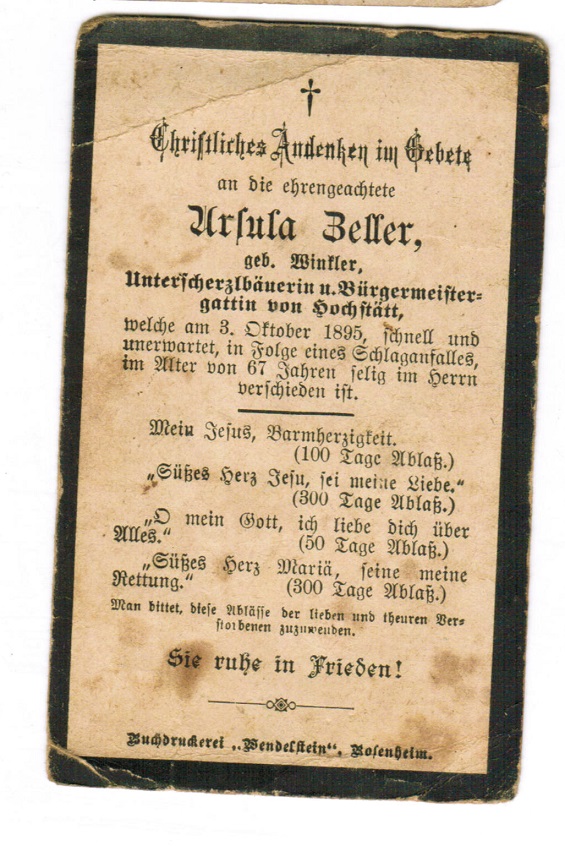 †
Christliches Andenken im Gebete
an die ehrengeachtete
Ursula Zeller,
geb. Winkler,
Unterscherzlbäuerin u. Bürgermeister-
gattin von Hochstätt,
welche am 3. Oktober 1895, schnell und
unerwartet, in Folge eines Schlaganfalles,
im Alter von 67 Jahren selig im Herrn
verschieden ist.
Mein Jesus, Barmherzigkeit.
(100 Tage Ablaß.)
„Süßes Herz Jesu, sei meine Liebe.“
(300 Tage Ablaß.)
„O mein Gott, ich liebe dich über
Alles.“ (50 Tage Ablaß.)
„Süßes Herz Mariä, seine meine
Rettung.“ (300 Tage Ablaß.)
Man bittet, diese Ablässe der lieben und theuren Ver-
storbenen zuzuwenden.
Sie ruhe in Frieden!
Buchdruckerei „Wendelstein“, Rosenheim.